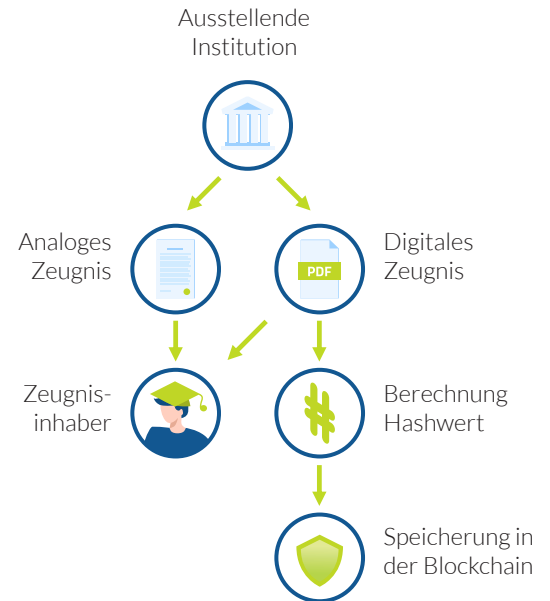 Ausstellende
Institution
Analoges
Zeugnis
PDF
Digitales
Zeugnis
Zeugnis-
inhaber
Berechnung
Hashwert
Speicherung in
der Blockchain